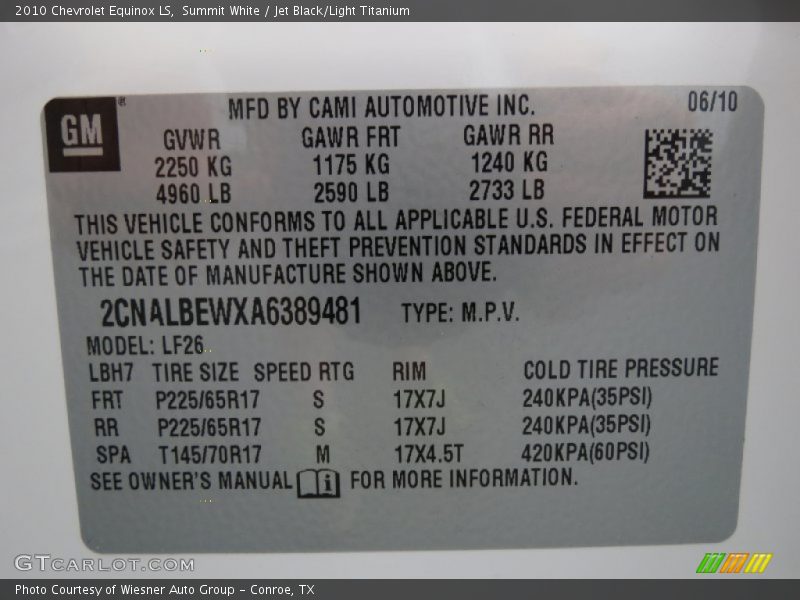 2010 Chevrolet Equinox LS,  Summit White / Jet Black/Light Titanium
GM® MFD BY CAMI AUTOMOTIVE INC. 06/10
GVWR GAWR FRT GAWR RR
2250 KG 1175 KG 1240 KG
4960 LB 2590 LB 2733 LB
THIS VEHICLE CONFORMS TO ALL APPLICABLE U.S. FEDERAL MOTOR
VEHICLE SAFETY AND THEFT PREVENTION STANDARDS IN EFFECT ON
THE DATE OF MANUFACTURE SHOWN ABOVE.
2CNALBEWXA6389481 TYPE: M.P.V.
MODEL: LF26
LBH7 TIRE SIZE SPEED RTG RIM COLD TIRE PRESSURE
FRT P225/65R17 S 17X7J 240KPA(35PSI)
RR P225/65R17 S 17X7J 240KPA(35PSI)
SPA T145/70R17 M 17X4.5T 420KPA(60PSI)
SEE OWNER'S MANUAL i FOR MORE INFORMATION.
GTCARLOT.COM
Photo Courtesy of Wiesner Auto Group - Conroe, TX